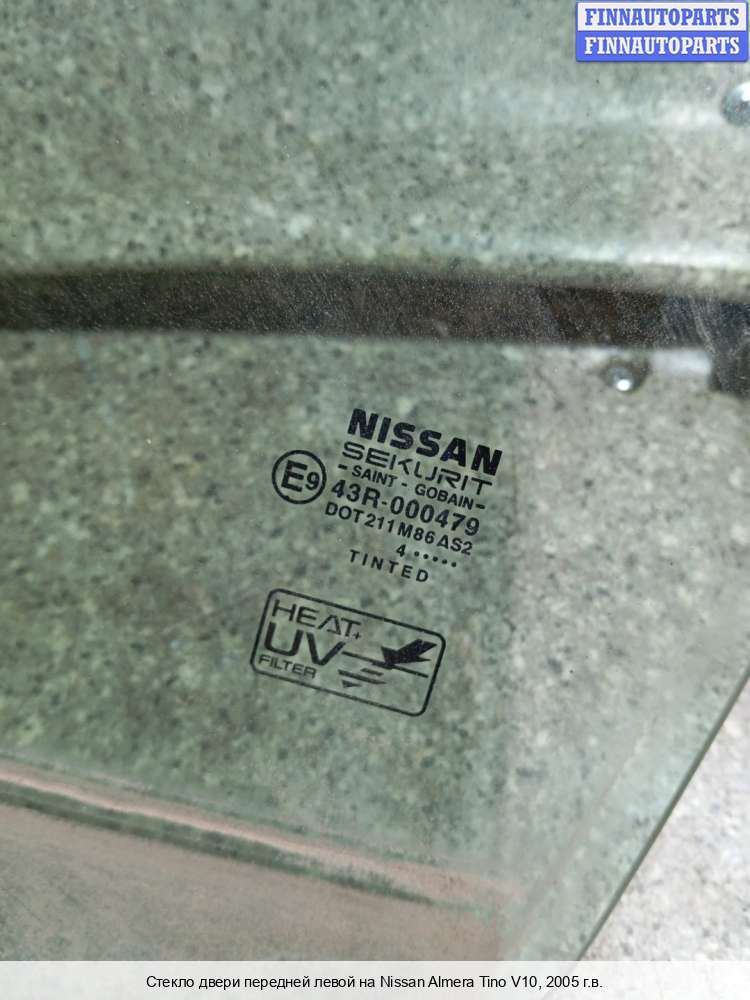 FINNAUTOPARTS
FINNAUTOPARTS
NISSAN
SEKURIT
- SAINT - GOBAIN -
E9
43R-000479
DOT211M86AS2
4 •••••
TINTED
HEAT+
UV
FILTER
Стекло двери передней левой на Nissan Almera Tino V10, 2005 г.в.